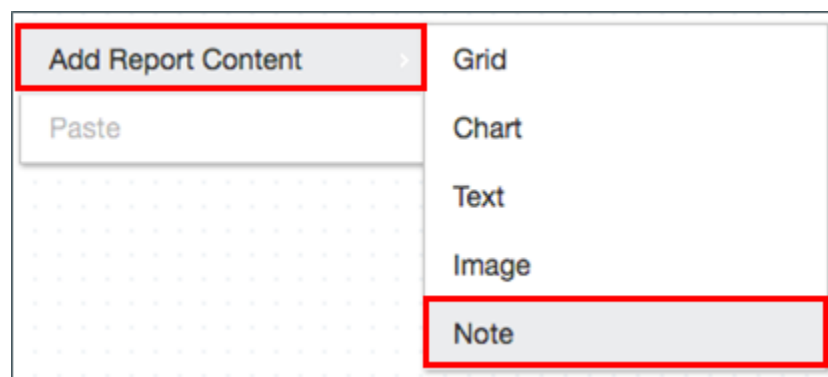 Add Report Content
Paste
Grid
Chart
Text
Image
Note